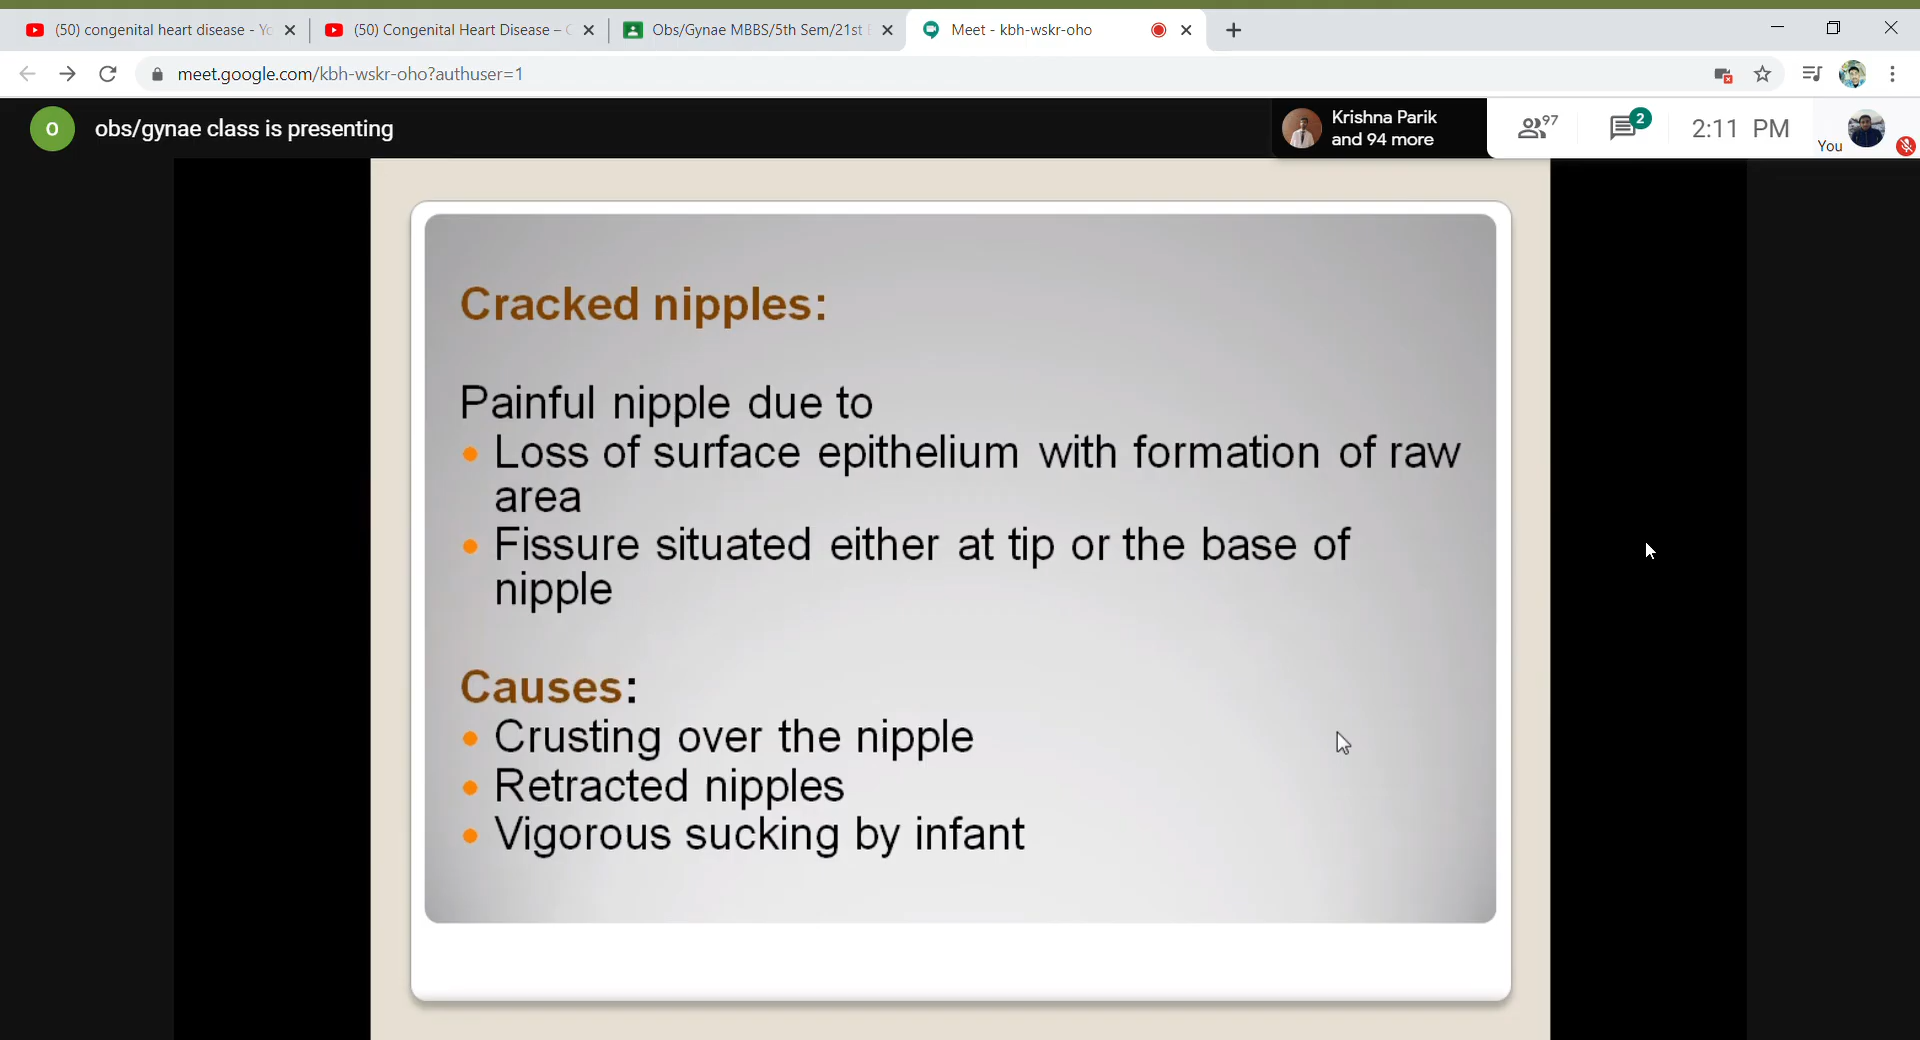 (50) congenital heart disease - Yo
(50) Congenital Heart Disease – C
Obs/Gynae MBBS/5th Sem/21st
Meet - kbh-wskr-oho
meet.google.com/kbh-wskr-oho?authuser=1
O
obs/gynae class is presenting
Krishna Parik
and 94 more
97
2
2:11 PM
You
Cracked nipples:
Painful nipple due to
• Loss of surface epithelium with formation of raw
area
• Fissure situated either at tip or the base of
nipple
Causes:
• Crusting over the nipple
• Retracted nipples
• Vigorous sucking by infant